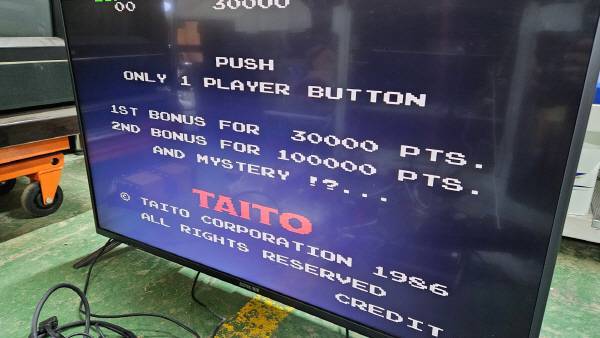 00 30000
PUSH
ONLY 1 PLAYER BUTTON
1ST BONUS FOR 30000 PTS.
2ND BONUS FOR 100000 PTS.
AND MYSTERY !?...
TAITO
© TAITO CORPORATION 1986
ALL RIGHTS RESERVED
CREDIT